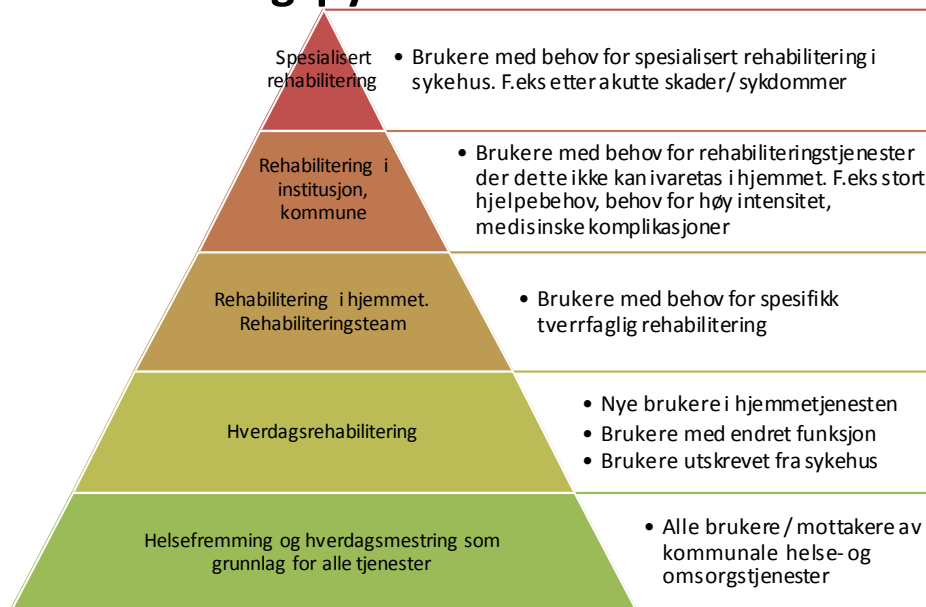 Spesialisert
rehabilitering
• Brukere med behov for spesialisert rehabilitering i
sykehus. F.eks etter akutte skader/ sykdommer
Rehabilitering i
institusjon,
kommune
• Brukere med behov for rehabiliteringstjenester
der dette ikke kan ivaretas i hjemmet. F.eks stort
hjelpebehov, behov for høy intensitet,
medisinske komplikasjoner
Rehabilitering i hjemmet.
Rehabiliteringsteam
• Brukere med behov for spesifikk
tverrfaglig rehabilitering
Hverdagsrehabilitering
• Nye brukere i hjemmetjenesten
• Brukere med endret funksjon
• Brukere utskrevet fra sykehus
Helsefremming og hverdagsmestring som
grunnlag for alle tjenester
• Alle brukere / mottakere av
kommunale helse- og
omsorgstjenester